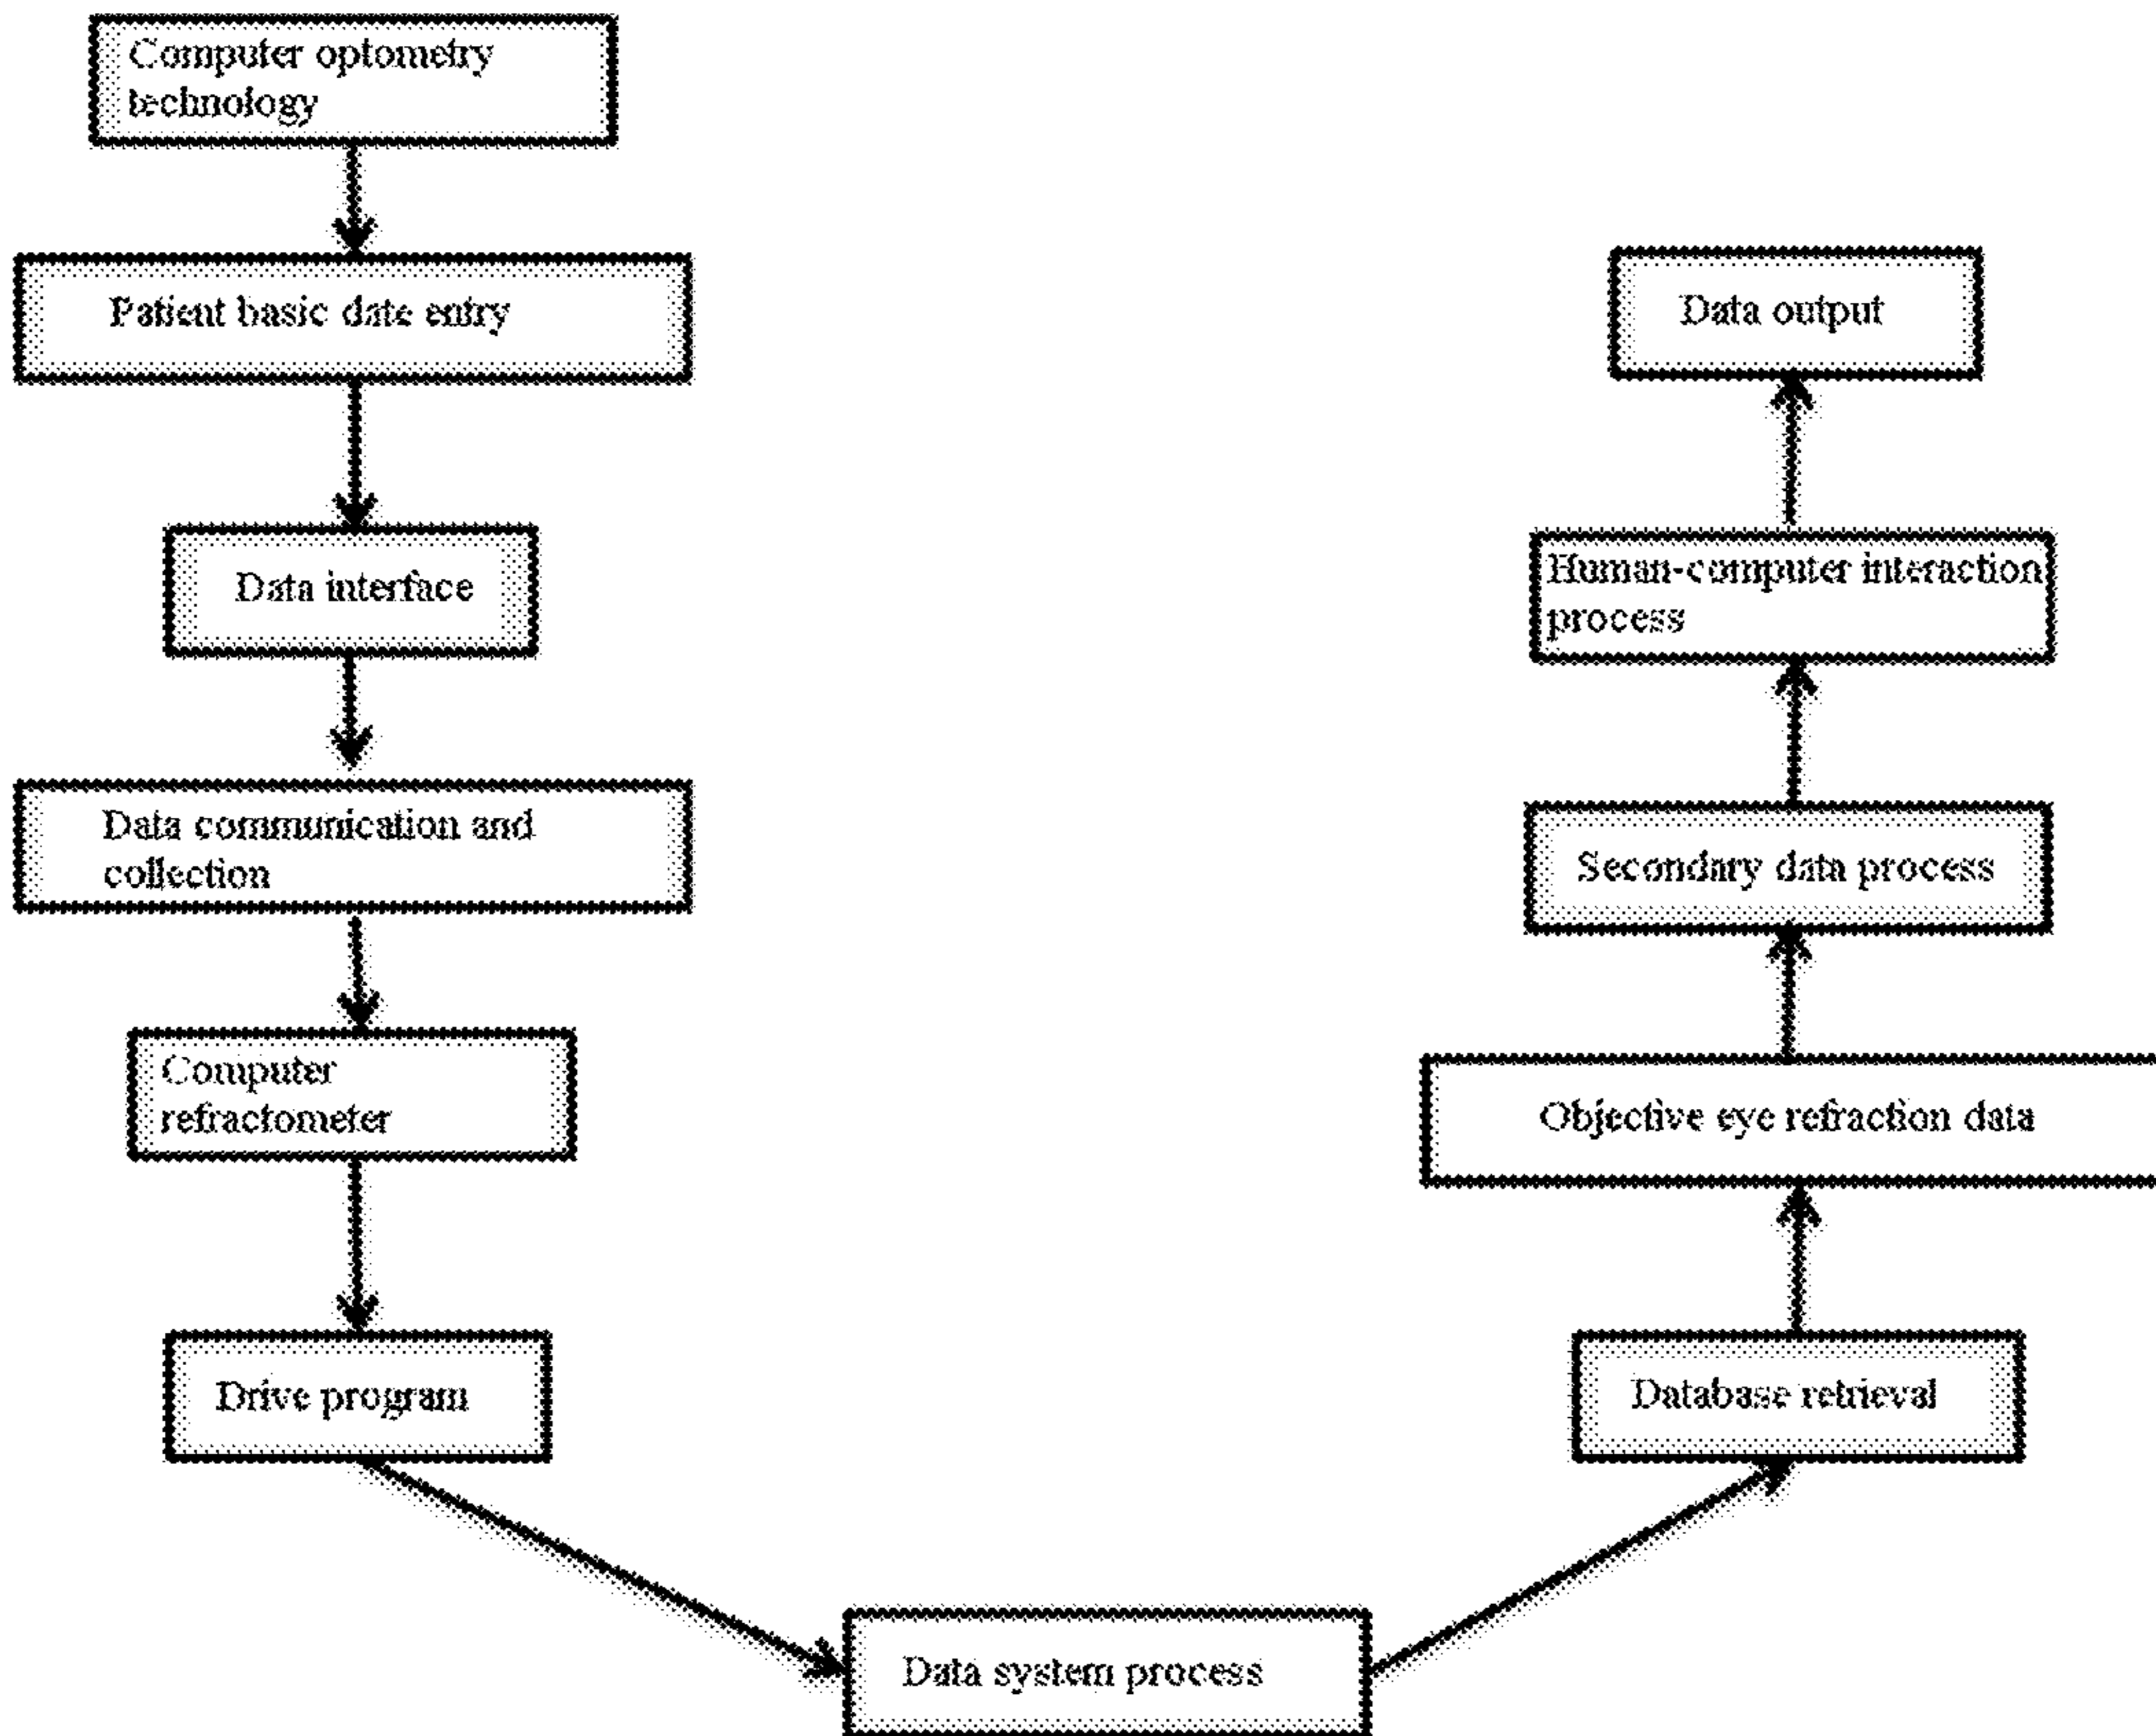 Computer optometry
technology
Patient basic date entry
Data interface
Data communication and
collection
Computer
refractometer
Drive program
Data system process
Database retrieval
Objective eye refraction data
Secondary data process
Human-computer interaction
process
Data output